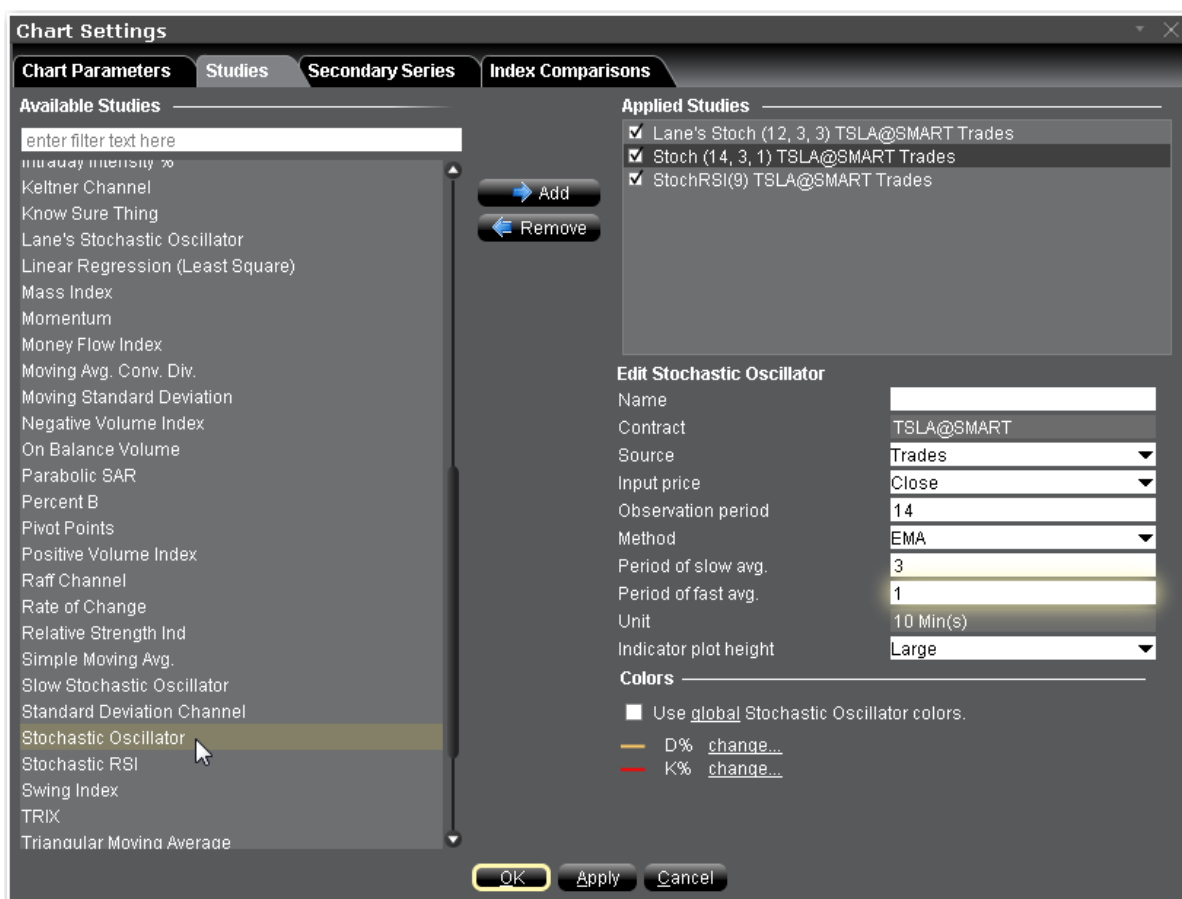 Chart Settings
Chart Parameters Studies Secondary Series Index Comparisons
Available Studies
enter filter text here
Intraday Intensity %
Keltner Channel
Know Sure Thing
Lane's Stochastic Oscillator
Linear Regression (Least Square)
Mass Index
Momentum
Money Flow Index
Moving Avg. Conv. Div.
Moving Standard Deviation
Negative Volume Index
On Balance Volume
Parabolic SAR
Percent B
Pivot Points
Positive Volume Index
Raff Channel
Rate of Change
Relative Strength Ind
Simple Moving Avg.
Slow Stochastic Oscillator
Standard Deviation Channel
Stochastic Oscillator
Stochastic RSI
Swing Index
TRIX
Triangular Moving Average
Add
Remove
Applied Studies
Lane's Stoch (12, 3, 3) TSLA@SMART Trades
Stoch (14, 3, 1) TSLA@SMART Trades
StochRSI(9) TSLA@SMART Trades
Edit Stochastic Oscillator
Name
Contract TSLA@SMART
Source Trades
Input price Close
Observation period 14
Method EMA
Period of slow avg. 3
Period of fast avg. 1
Unit 10 Min(s)
Indicator plot height Large
Colors
Use global Stochastic Oscillator colors.
D% change...
K% change...
OK Apply Cancel